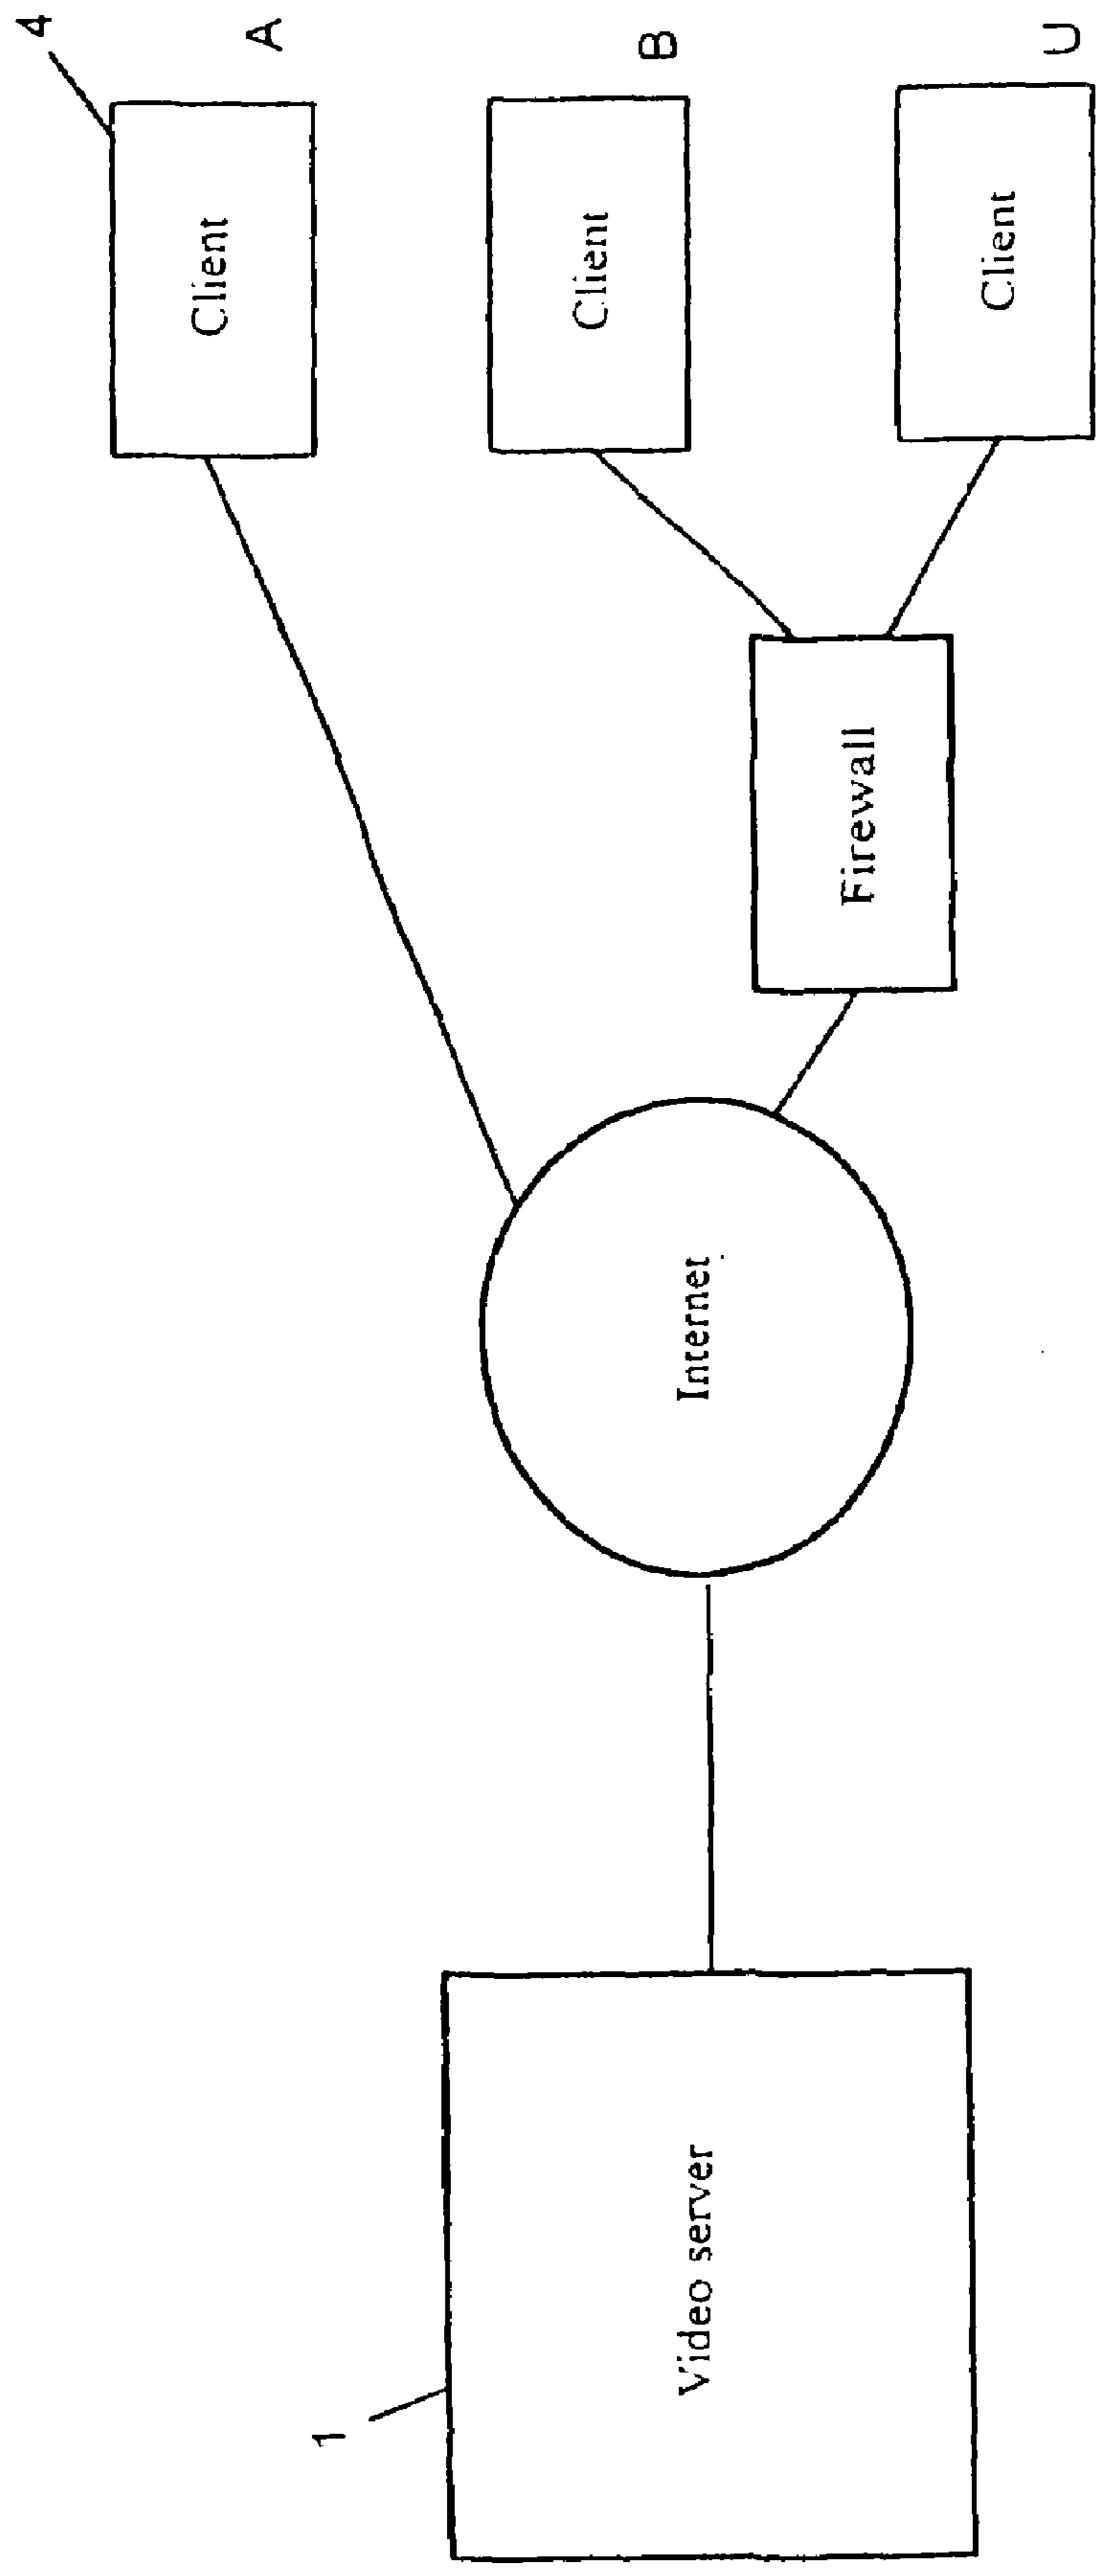 4
Client
A
Client
B
Client
C
Firewall
Internet
Video server
1